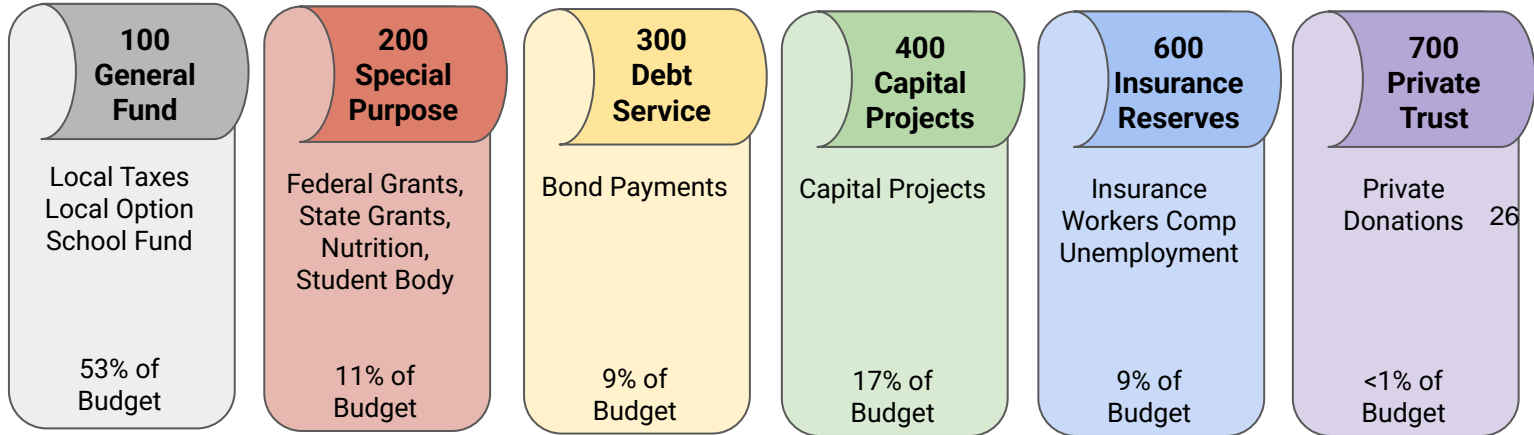 100
General
Fund
Local Taxes
Local Option
School Fund
53% of
Budget
200
Special
Purpose
Federal Grants,
State Grants,
Nutrition,
Student Body
11% of
Budget
300
Debt
Service
Bond Payments
9% of
Budget
400
Capital
Projects
Capital Projects
17% of
Budget
600
Insurance
Reserves
Insurance
Workers Comp
Unemployment
9% of
Budget
700
Private
Trust
Private
Donations
26
<1% of
Budget